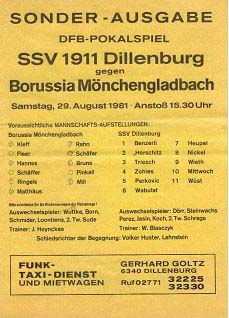 SONDER - AUSGABE
DFB-POKALSPIEL
SSV 1911 Dillenburg
gegen
Borussia Mönchengladbach
Samstag, 29. August 1981 · Anstoß 15.30 Uhr
Voraussichtliche MANNSCHAFTS-AUFSTELLUNGEN:
Borussia Mönchengladbach SSV Dillenburg
Kleff Rahn 1 Benzerli 7 Heupel
Fleer Schäfer 2 Horschitz 8 Nickel
Hannes Bruns 3 Triesch 9 Wieth
Schäffer Pinkall 4 Zohles 10 Mittwoch
Ringels Mill 5 Perkovic 11 Wüst
Matthäus 6 Wabulat
Auswechselspieler: Wuttke, Born, Auswechselspieler: Dörr, Steinwachs
Schmider, Loontiens, 2. Tw. Sude Perez, Jasin, Koch, 2. Tw. Schrage
Trainer: J. Heynckes Trainer: W. Blasczyk
Schiedsrichter der Begegnung: Volker Huster, Lahnstein
FUNK- GERHARD GOLTZ
TAXI-DIENST 6340 DILLENBURG
UND MIETWAGEN Ruf 02771 32225
32330